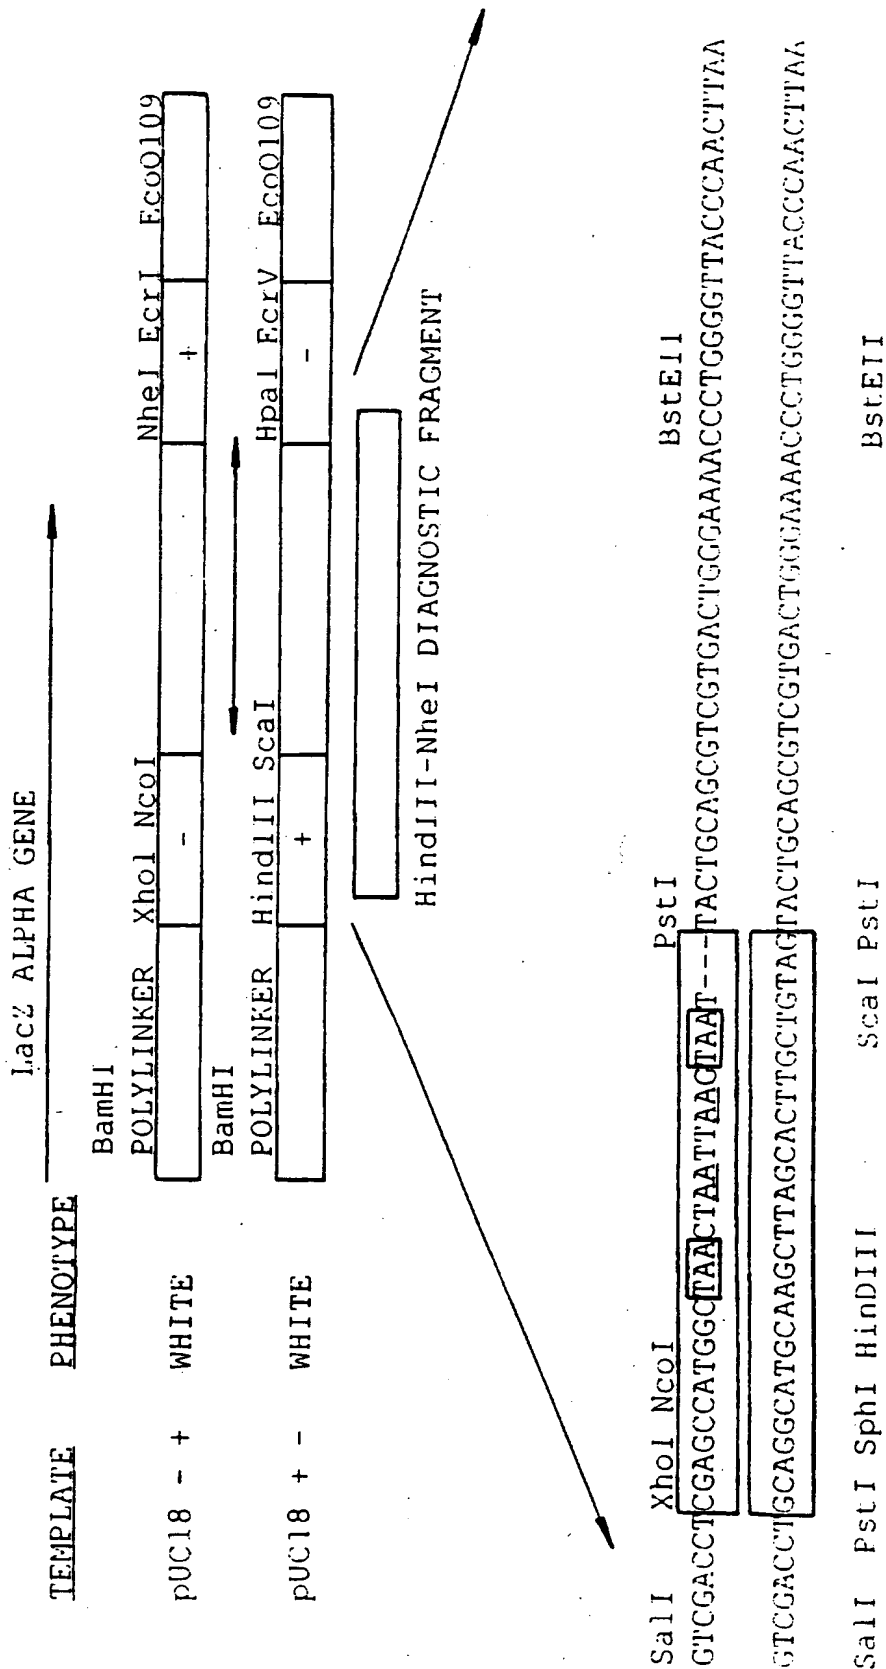 LacZ ALPHA GENE
TEMPLATE PHENOTYPE
BamHI
POLYLINKER XhoI NcoI NheI EcrI EcoO109
pUC18 - + WHITE - +
BamHI
POLYLINKER HindIII ScaI HpaI EcrV EcoO109
pUC18 + - WHITE + -
HindIII-NheI DIAGNOSTIC FRAGMENT
SalI XhoI NcoI PstI BstEII
GTCGACCTCGAGCCATGGCTAACTAATTAAGTAAT---TACTGCAGCGTCGTGACTGGGAAAACCCTGGGGTTACCCAACTTAA
GTCGACCTGCAGGCATGCAAGCTTAGCACTTGCTGTAGTACTGCAGCGTCGTGACTGGGAAAACCCTGGGGTTACCCAACTTAA
SalI PstI SphI HinDIII ScaI PstI BstEII